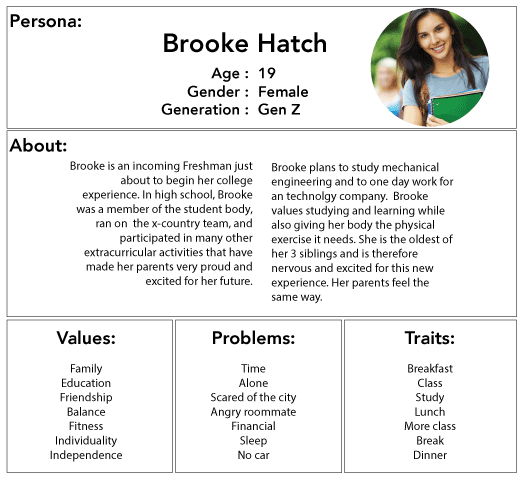 Persona:
Brooke Hatch
Age : 19
Gender : Female
Generation : Gen Z
About:
Brooke is an incoming Freshman just
about to begin her college
experience. In high school, Brooke
was a member of the student body,
ran on the x-country team, and
participated in many other
extracurricular activities that have
made her parents very proud and
excited for her future.
Brooke plans to study mechanical
engineering and to one day work for
an technolgy company. Brooke
values studying and learning while
also giving her body the physical
exercise it needs. She is the oldest of
her 3 siblings and is therefore
nervous and excited for this new
experience. Her parents feel the
same way.
Values:
Family
Education
Friendship
Balance
Fitness
Individuality
Independence
Problems:
Time
Alone
Scared of the city
Angry roommate
Financial
Sleep
No car
Traits:
Breakfast
Class
Study
Lunch
More class
Break
Dinner